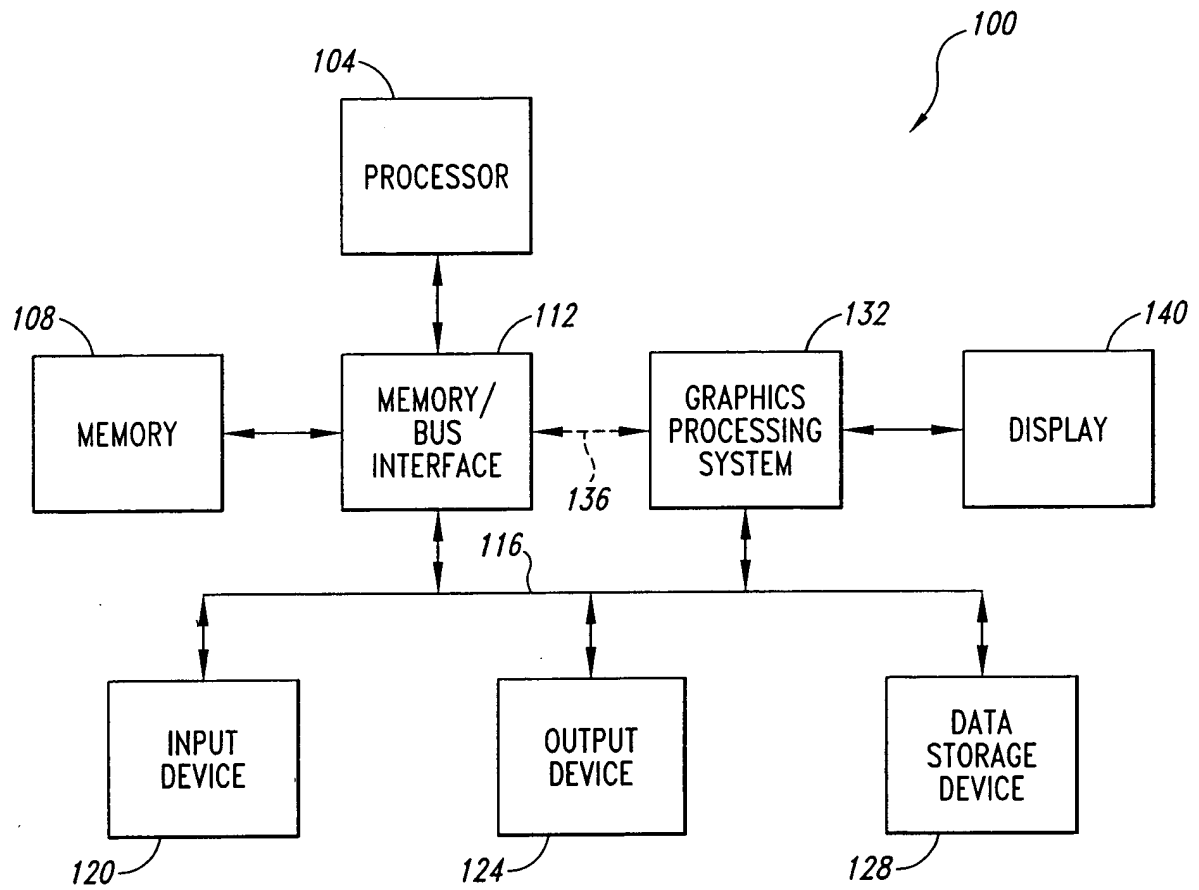 100
104
PROCESSOR
108
112
132
140
MEMORY
MEMORY/
BUS
INTERFACE
136
GRAPHICS
PROCESSING
SYSTEM
DISPLAY
116
INPUT
DEVICE
OUTPUT
DEVICE
DATA
STORAGE
DEVICE
120
124
128